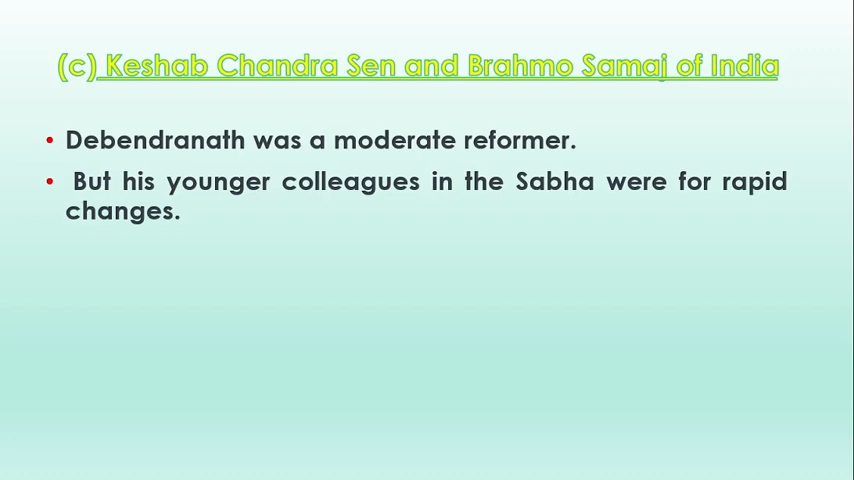 (c) Keshab Chandra Sen and Brahmo Samaj of India
• Debendranath was a moderate reformer.
• But his younger colleagues in the Sabha were for rapid
changes.